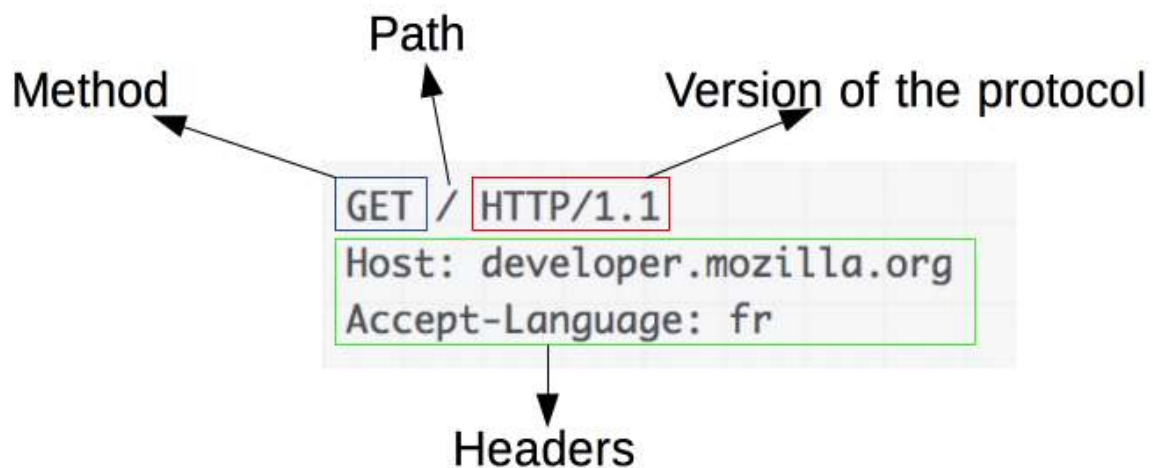 Path
Method
Version of the protocol
GET / HTTP/1.1
Host: developer.mozilla.org
Accept-Language: fr
Headers